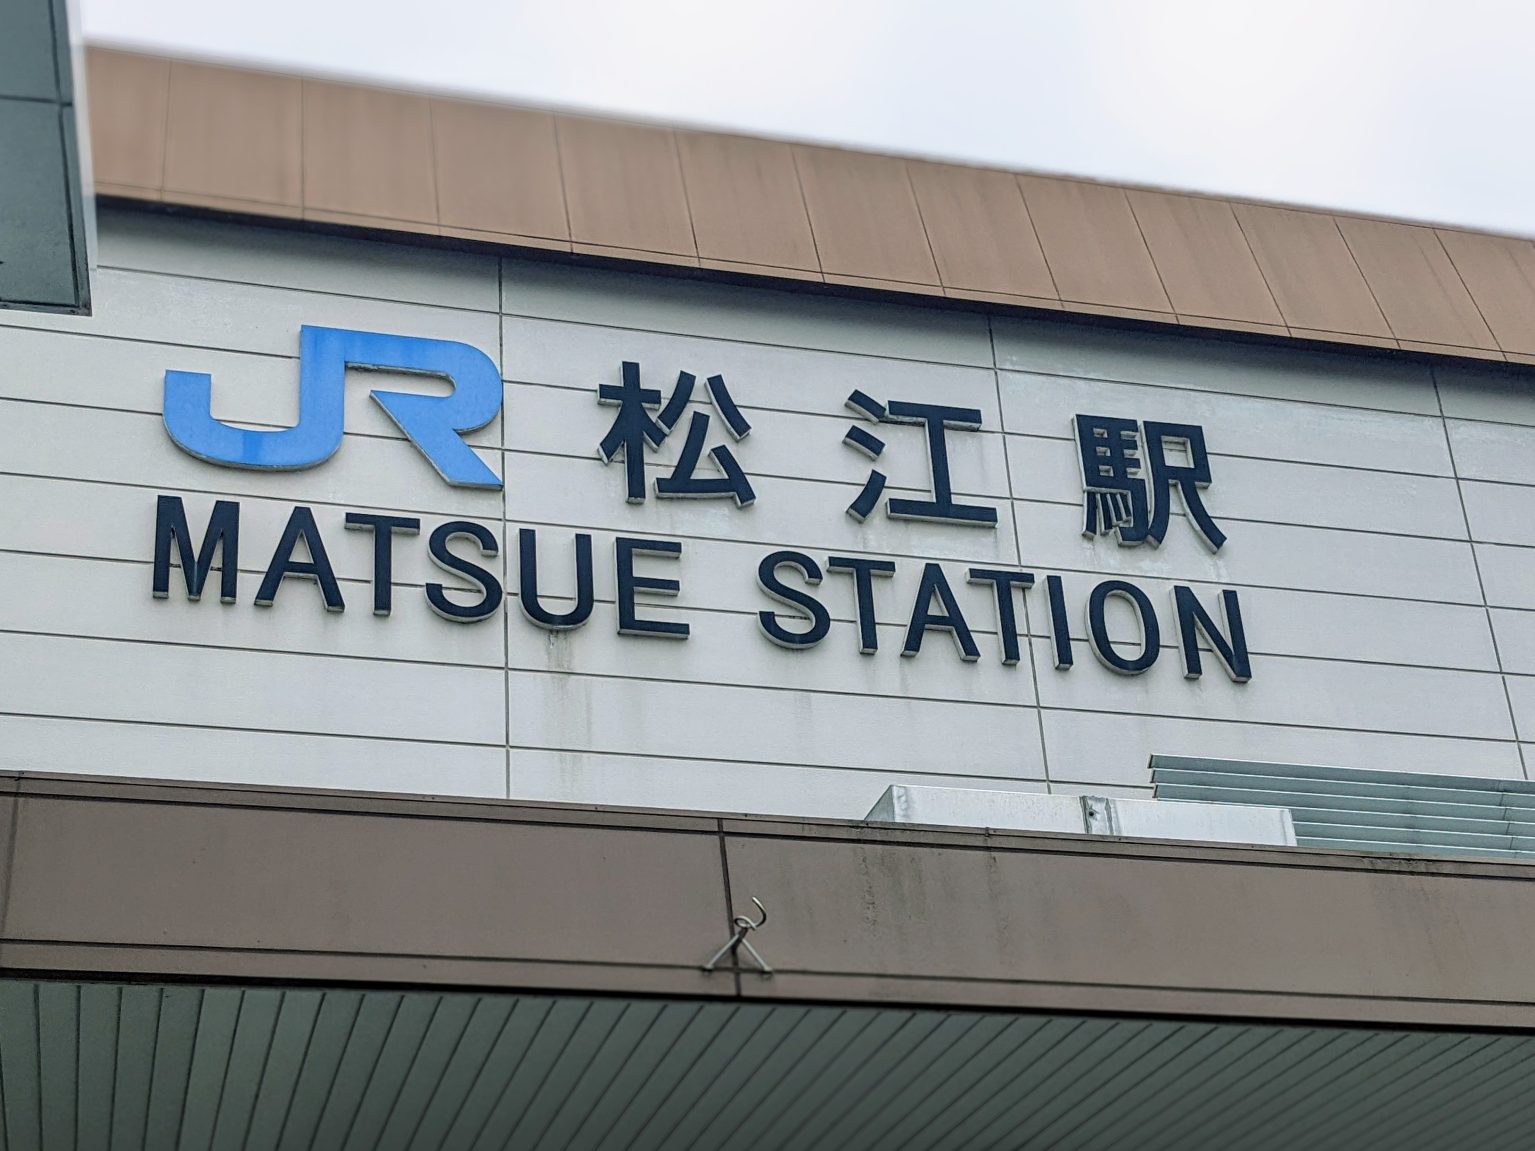 JR 松江駅
MATSUE STATION